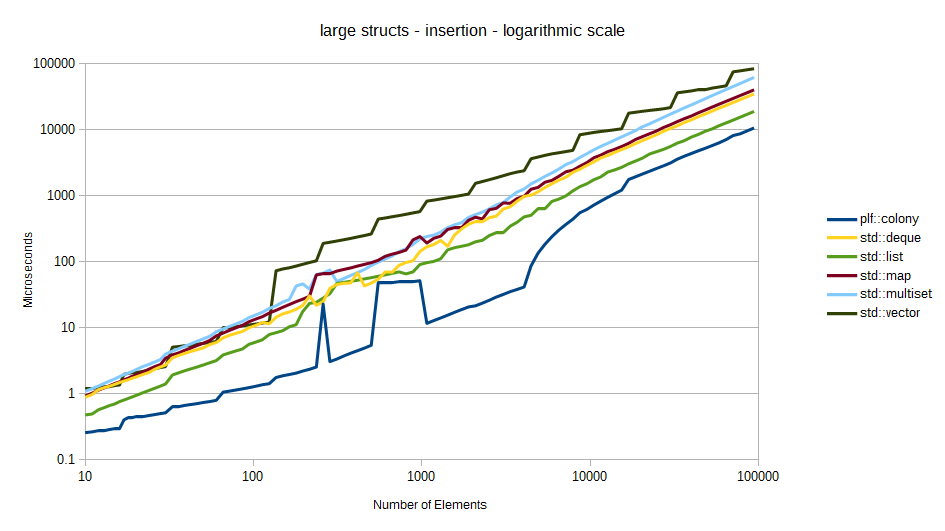 large structs - insertion - logarithmic scale
100000
10000
1000
100
10
1
0.1
Microseconds
10
100
1000
10000
100000
Number of Elements
plf::colony
std::deque
std::list
std::map
std::multiset
std::vector